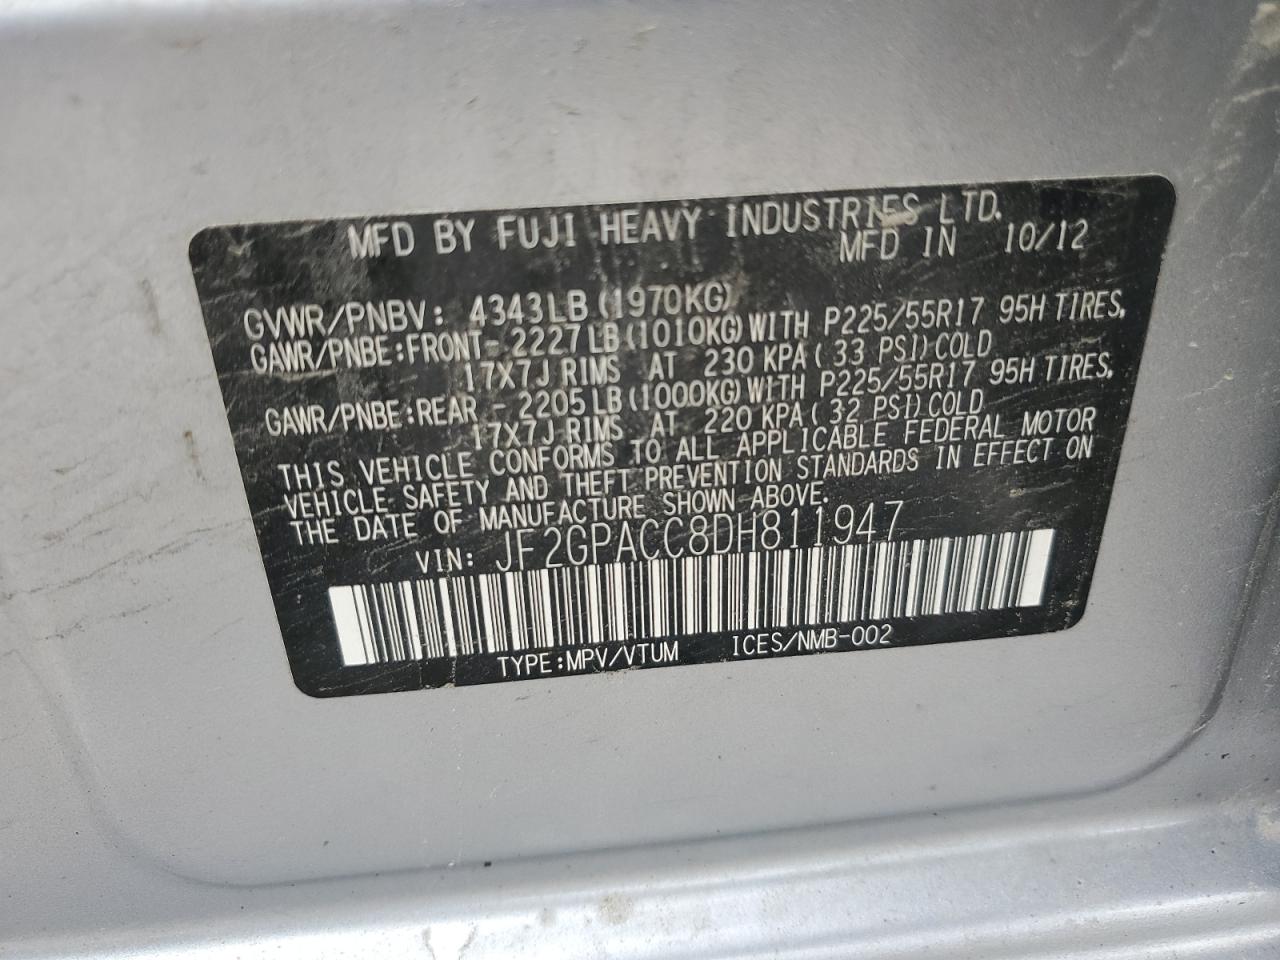 MFD BY FUJI HEAVY INDUSTRIES LTD.
MFD IN 10/12
GVWR/PNBV: 4343LB (1970KG)
GAWR/PNBE:FRONT- 2227 LB (1010KG) WITH P225/55R17 95H TIRES,
17X7J RIMS AT 230 KPA ( 33 PSI) COLD
GAWR/PNBE:REAR - 2205 LB (1000KG) WITH P225/55R17 95H TIRES,
17X7J RIMS AT 220 KPA ( 32 PSI) COLD
THIS VEHICLE CONFORMS TO ALL APPLICABLE FEDERAL MOTOR
VEHICLE SAFETY AND THEFT PREVENTION STANDARDS IN EFFECT ON
THE DATE OF MANUFACTURE SHOWN ABOVE.
VIN: JF2GPACC8DH811947
TYPE:MPV/VTUM ICES/NMB-002